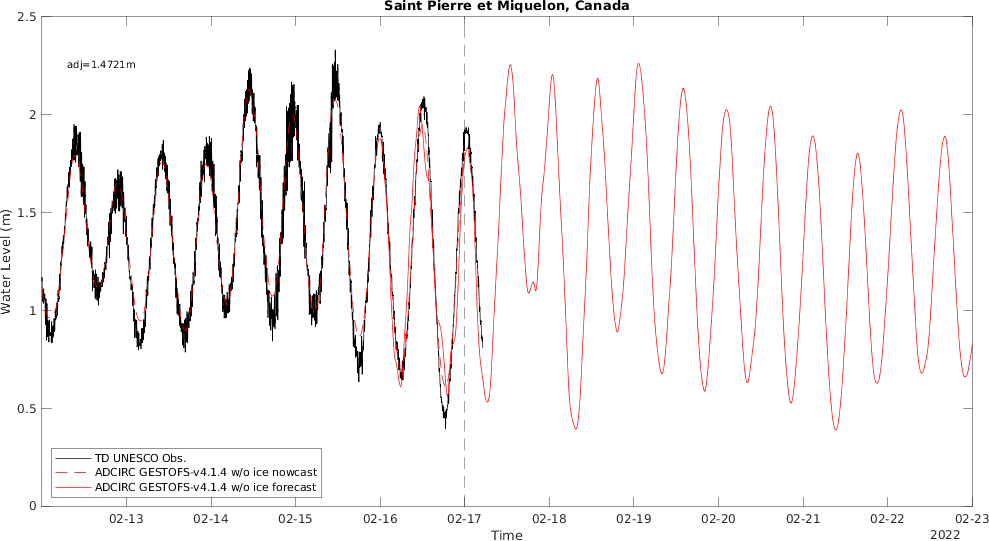 Saint Pierre et Miquelon, Canada
adj=1.4721m
2.5
2
1.5
1
0.5
0
Water Level (m)
TD UNESCO Obs.
ADCIRC GESTOFS-v4.1.4 w/o ice nowcast
ADCIRC GESTOFS-v4.1.4 w/o ice forecast
02-13 02-14 02-15 02-16 02-17 02-18 02-19 02-20 02-21 02-22 02-23
Time
2022